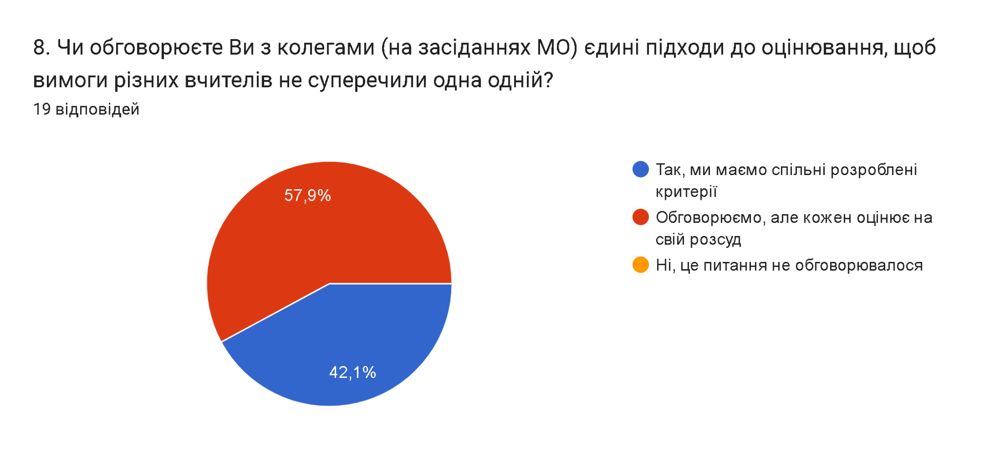 8. Чи обговорюєте Ви з колегами (на засіданнях МО) єдині підходи до оцінювання, щоб
вимоги різних вчителів не суперечили одна одній?
19 відповідей
57,9%
42,1%
Так, ми маємо спільні розроблені
критерії
Обговорюємо, але кожен оцінює на
свій розсуд
Ні, це питання не обговорювалося